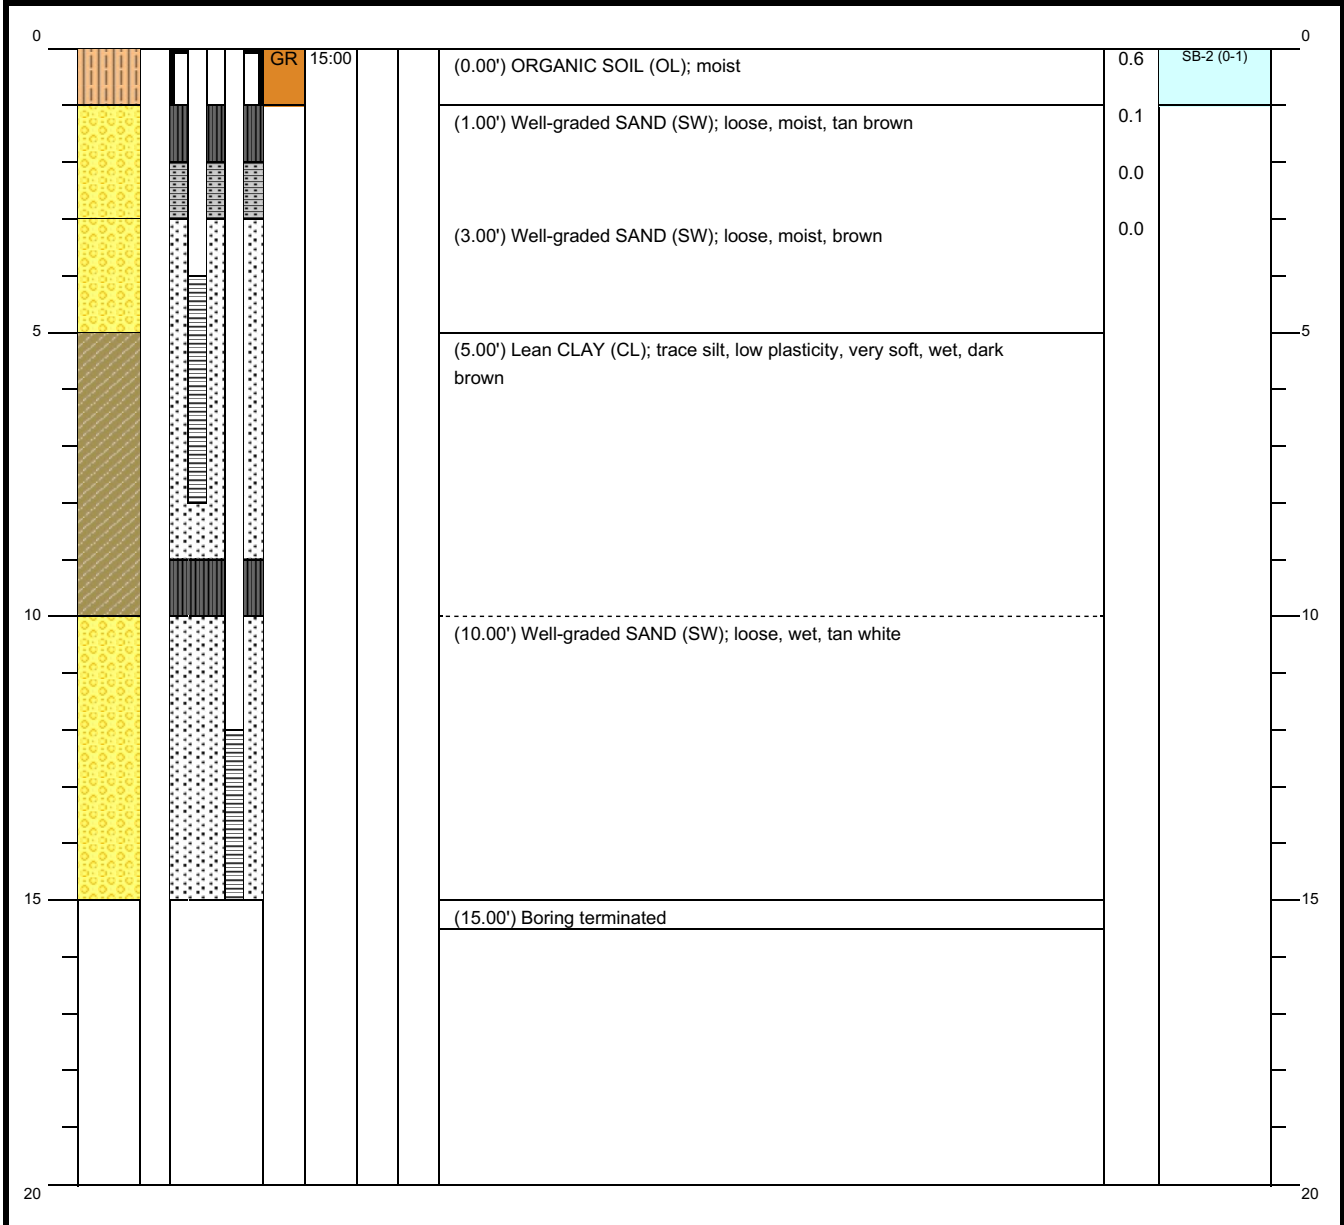 0 0
GR 15:00 (0.00') ORGANIC SOIL (OL); moist 0.6 SB-2 (0-1)
(1.00') Well-graded SAND (SW); loose, moist, tan brown 0.1
0.0
(3.00') Well-graded SAND (SW); loose, moist, brown 0.0
5 5
(5.00') Lean CLAY (CL); trace silt, low plasticity, very soft, wet, dark
brown
10 10
(10.00') Well-graded SAND (SW); loose, wet, tan white
15 15
(15.00') Boring terminated
20 20